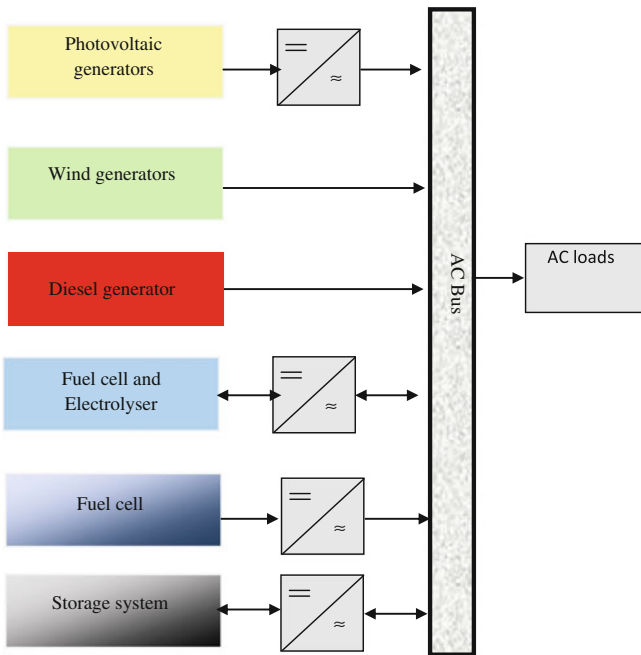 Photovoltaic
generators
Wind generators
Diesel generator
Fuel cell and
Electrolyser
Fuel cell
Storage system
AC Bus
AC loads